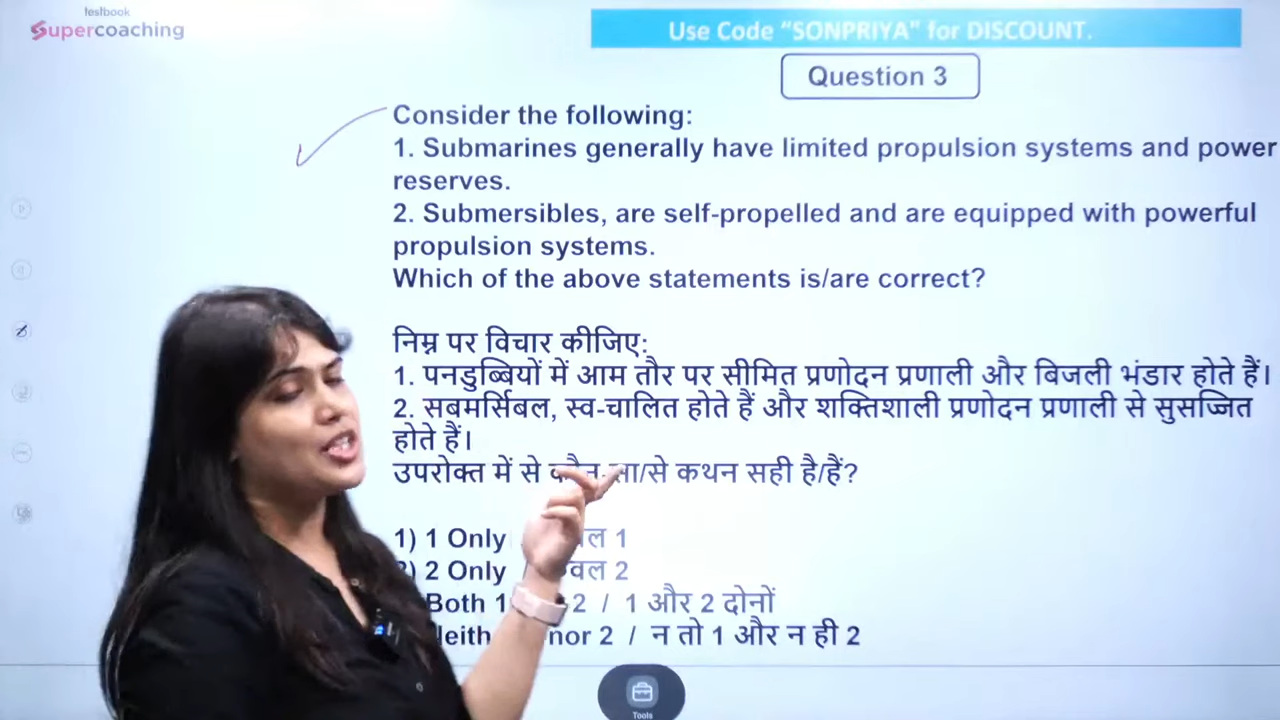 testbook
Supercoaching
Use Code “SONPRIYA” for DISCOUNT.
Question 3
Consider the following:
1. Submarines generally have limited propulsion systems and power
reserves.
2. Submersibles, are self-propelled and are equipped with powerful
propulsion systems.
Which of the above statements is/are correct?
निम्न पर विचार कीजिए:
1. पनडुब्बियों में आम तौर पर सीमित प्रणोदन प्रणाली और बिजली भंडार होते हैं।
2. सबमर्सिबल, स्व-चालित होते हैं और शक्तिशाली प्रणोदन प्रणाली से सुसज्जित
होते हैं।
उपरोक्त में से कौन-सा/से कथन सही है/हैं?
1) 1 Only 1
2 Only / 2
Both 1 2 / 1 और 2 दोनों
nor 2 / न तो 1 और न ही 2
Tools